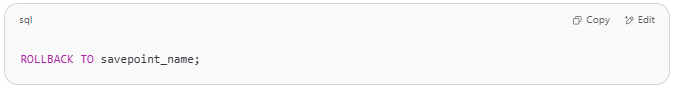 sql
Copy
Edit
ROLLBACK TO savepoint_name;